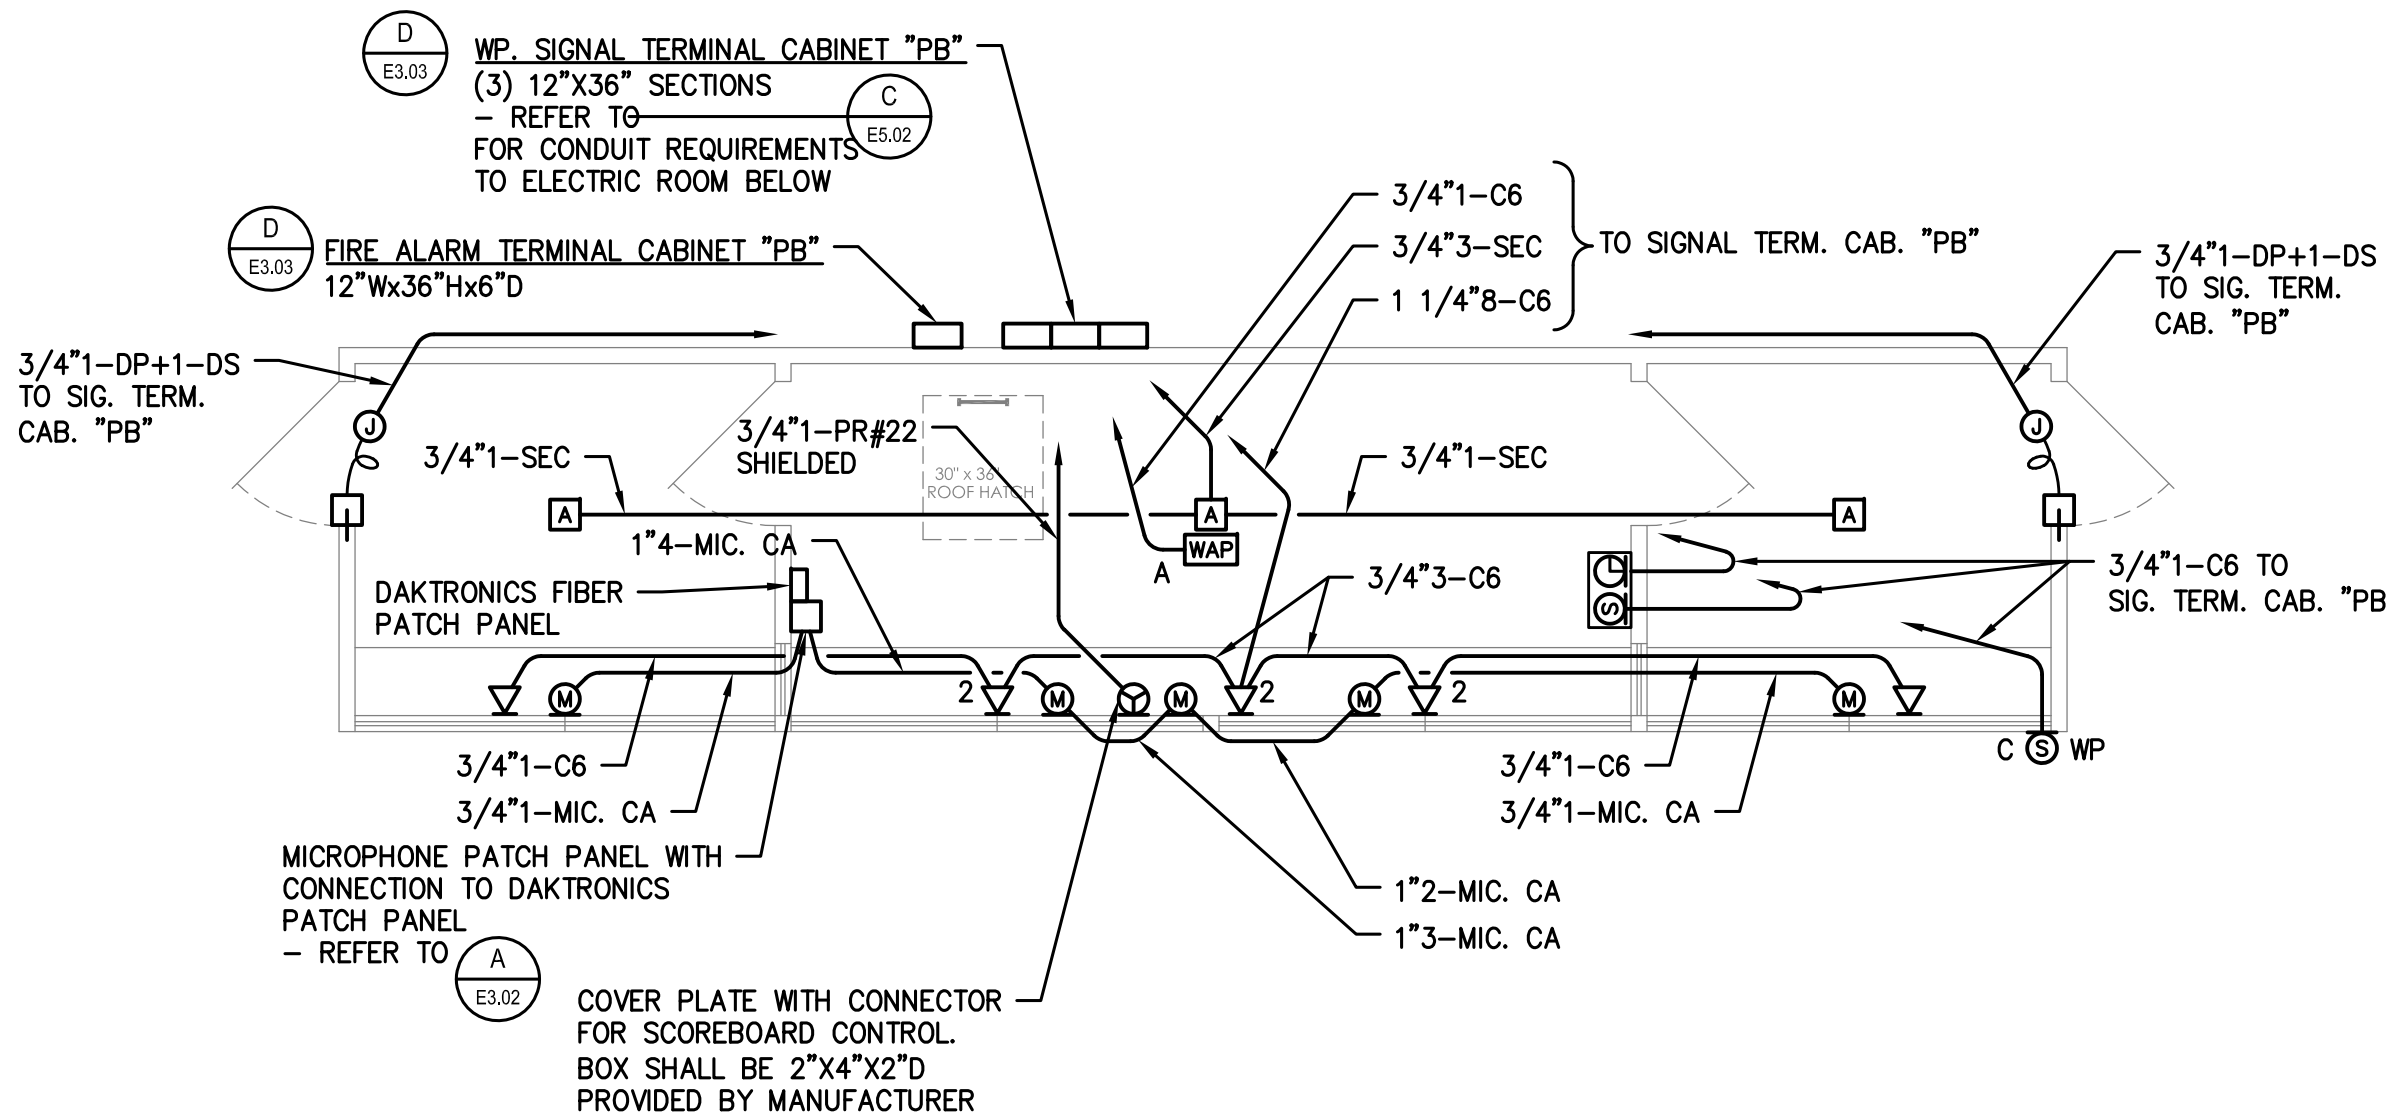 D
E3.03
WP. SIGNAL TERMINAL CABINET "PB"
(3) 12"X36" SECTIONS
- REFER TO
C
E5.02
FOR CONDUIT REQUIREMENTS
TO ELECTRIC ROOM BELOW
D
E3.03
FIRE ALARM TERMINAL CABINET "PB"
12"Wx36"Hx6"D
3/4"1-C6
3/4"3-SEC
1 1/4"8-C6
TO SIGNAL TERM. CAB. "PB"
3/4"1-DP+1-DS
TO SIG. TERM.
CAB. "PB"
3/4"1-DP+1-DS
TO SIG. TERM.
CAB. "PB"
J
J
3/4"1-SEC
3/4"1-PR#22
SHIELDED
30" x 36"
ROOF HATCH
3/4"1-SEC
A
A
A
WAP
A
1"4-MIC. CA
DAKTRONICS FIBER
PATCH PANEL
3/4"3-C6
S
3/4"1-C6 TO
SIG. TERM. CAB. "PB
M
2
M
M
2
M
2
M
C
S
WP
3/4"1-C6
3/4"1-MIC. CA
3/4"1-C6
3/4"1-MIC. CA
MICROPHONE PATCH PANEL WITH
CONNECTION TO DAKTRONICS
PATCH PANEL
- REFER TO
A
E3.02
1"2-MIC. CA
1"3-MIC. CA
COVER PLATE WITH CONNECTOR
FOR SCOREBOARD CONTROL.
BOX SHALL BE 2"X4"X2"D
PROVIDED BY MANUFACTURER